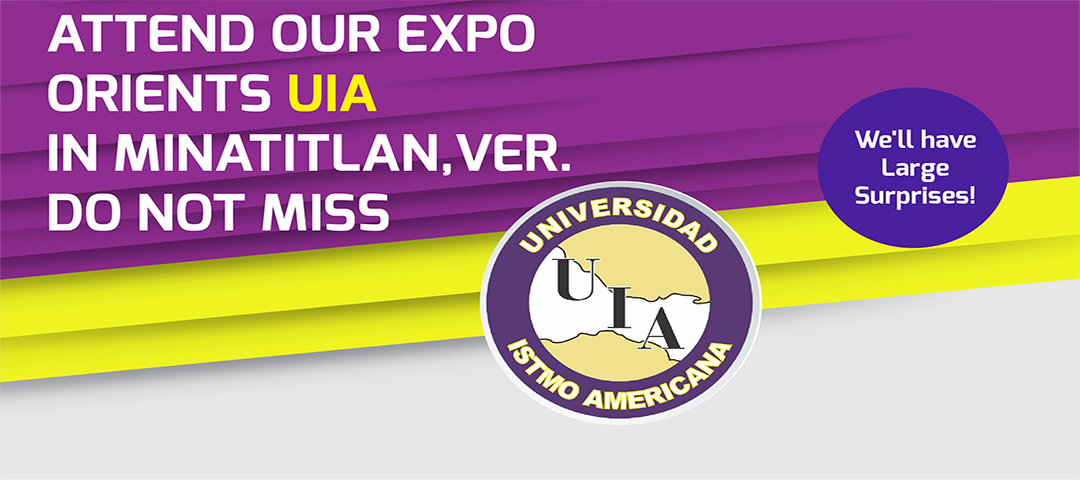 ATTEND OUR EXPO
ORIENTS UIA
IN MINATITLAN,VER.
DO NOT MISS
We'll have
Large
Surprises!
UNIVERSIDAD
UIA
ISTMO AMERICANA